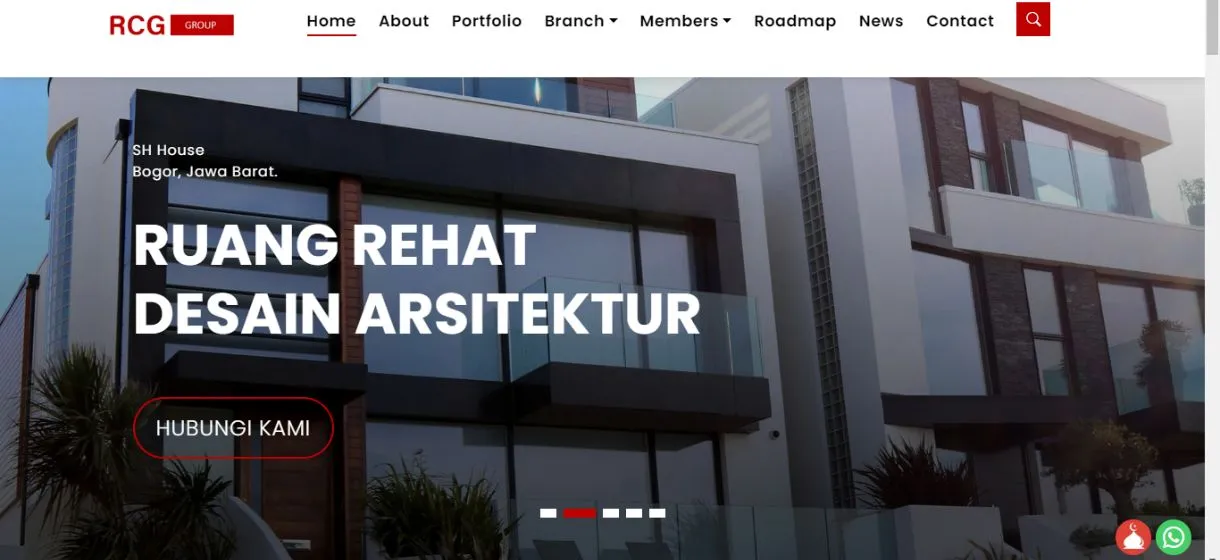 RCG GROUP
Home About Portfolio Branch Members Roadmap News Contact
SH House
Bogor, Jawa Barat.
RUANG REHAT
DESAIN ARSITEKTUR
HUBUNGI KAMI